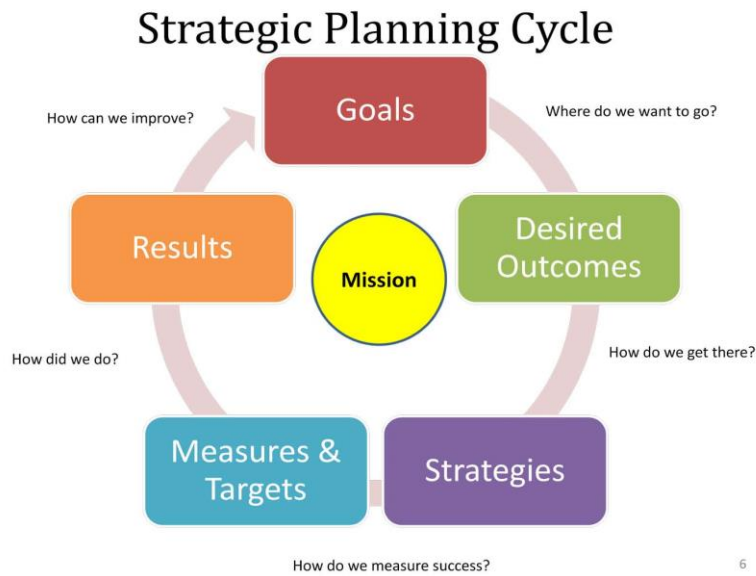 Strategic Planning Cycle
Goals
How can we improve?
Where do we want to go?
Results
Desired
Outcomes
Mission
How did we do?
How do we get there?
Measures &
Targets
Strategies
How do we measure success?
6